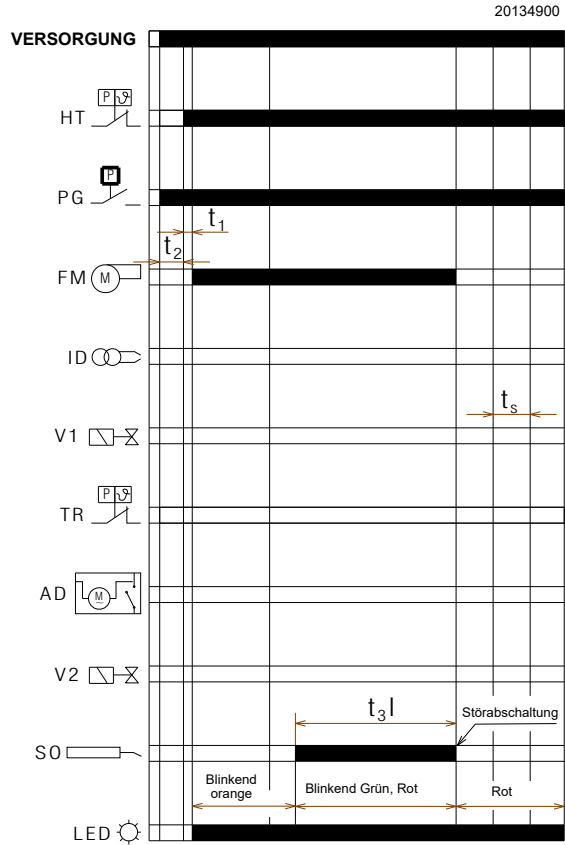 20134900
VERSORGUNG
P ϑ
HT
P
PG
t1
t2
FM M
ID
ts
V1
P ϑ
TR
AD M
V2
t3l
Störabschaltung
SO
Blinkend
orange
Blinkend Grün, Rot
Rot
LED